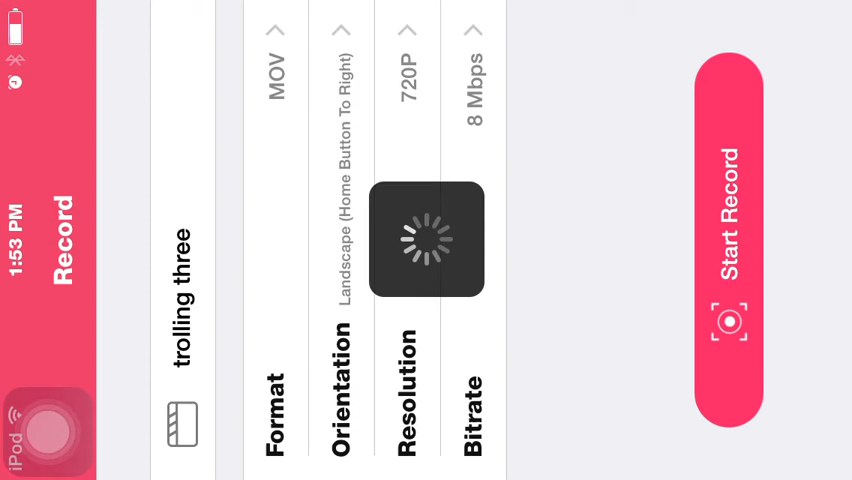 iPod 1:53 PM
Record
trolling three
Format MOV
Orientation Landscape (Home Button To Right)
Resolution 720P
Bitrate 8 Mbps
Start Record